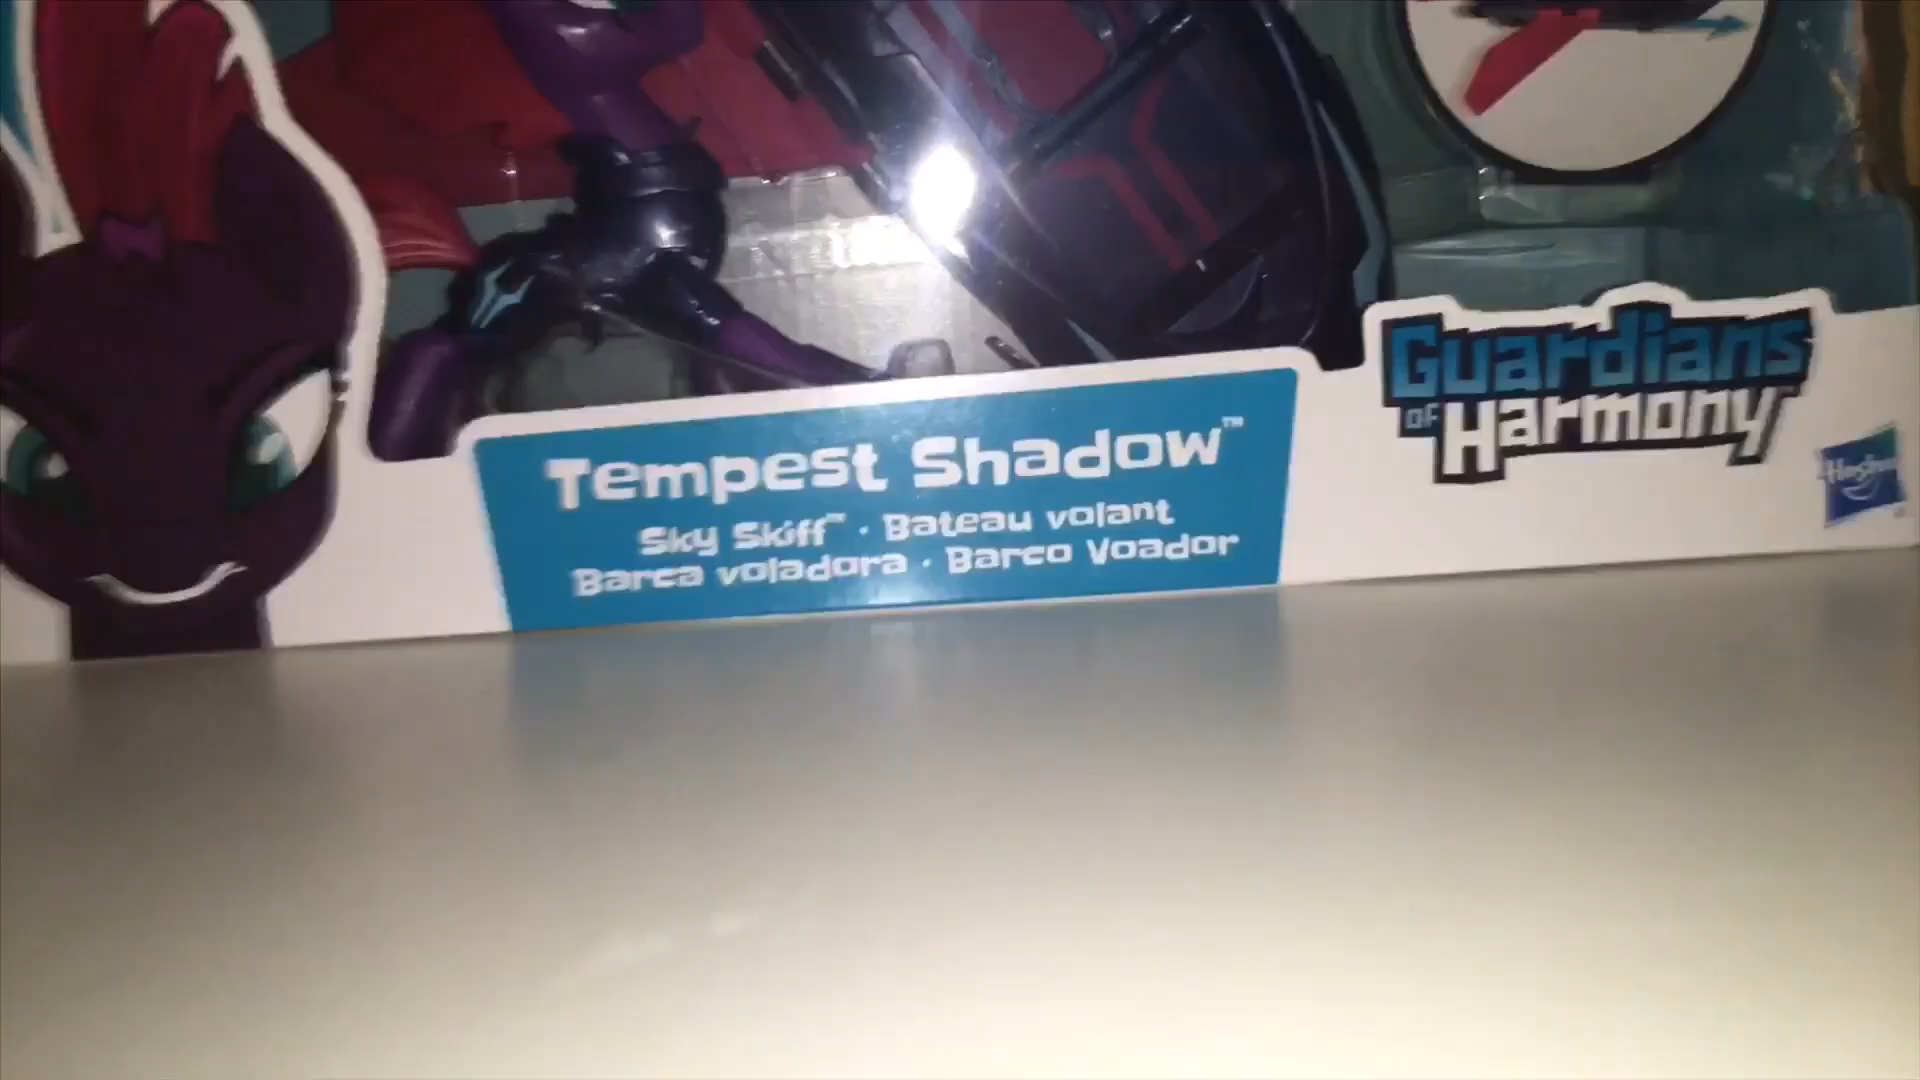 Tempest Shadow™
Sky Skiff™ · Bateau volant
Barca voladora · Barco Voador
Guardians
of Harmony
Hasbro